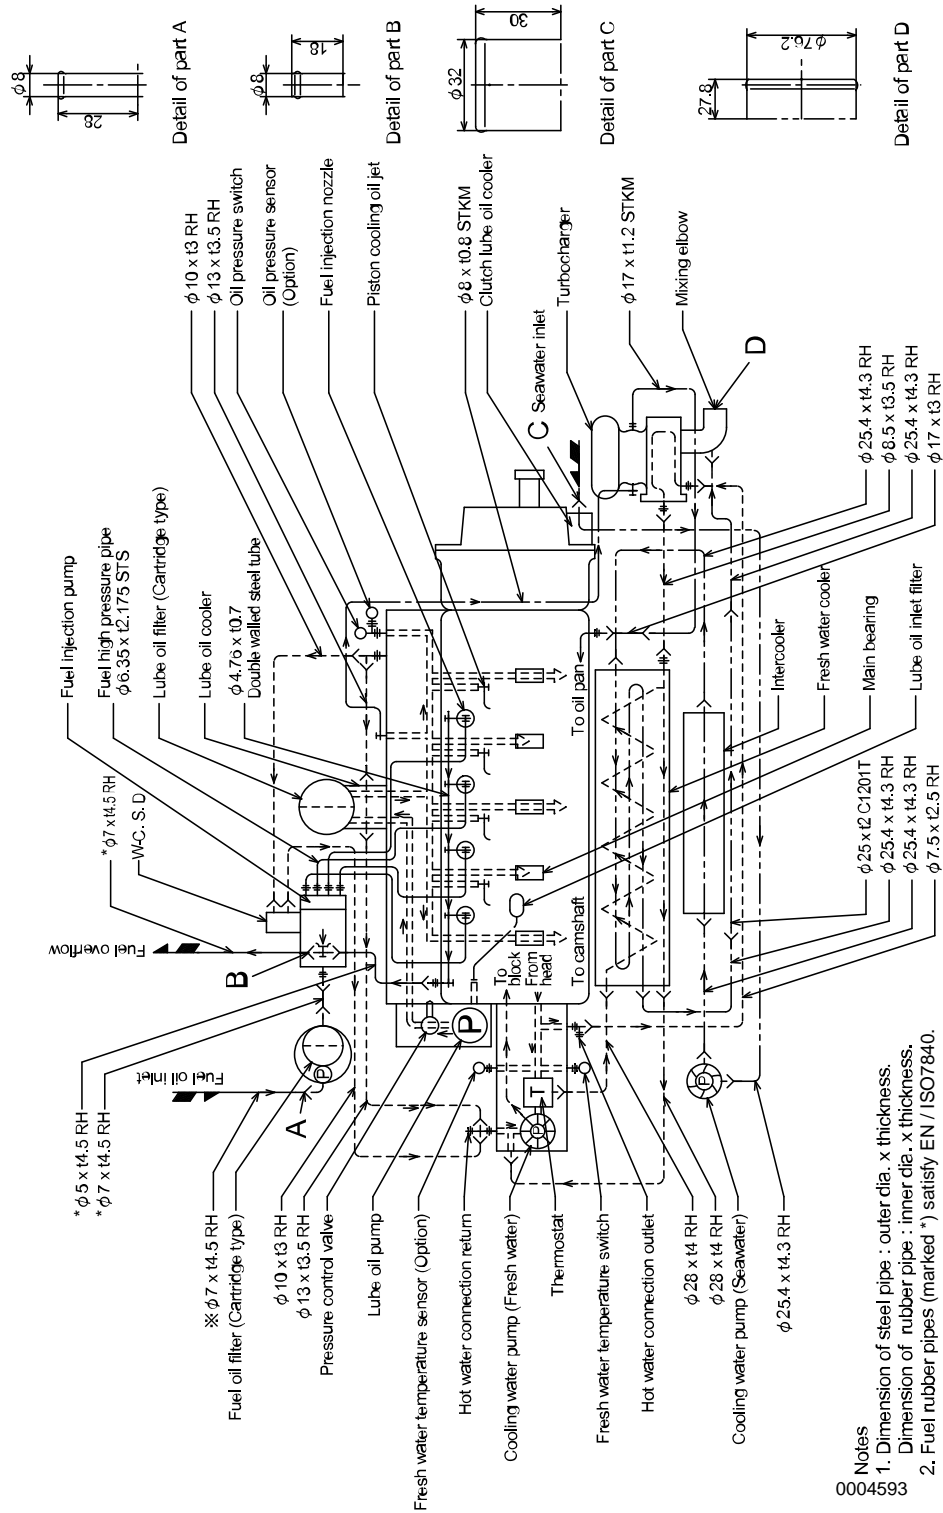 φ8
28
Detail of part A
φ8
18
Detail of part B
φ32
30
Detail of part C
27.8
φ76.2
Detail of part D
Fuel injection pump
Fuel high pressure pipe
φ6.35 x t2.175 STS
Lube oil filter (Cartridge type)
Lube oil cooler
φ4.76 x t0.7
Double walled steel tube
φ10 x t3 RH
φ13 x t3.5 RH
Oil pressure switch
Oil pressure sensor
(Option)
Fuel injection nozzle
Piston cooling oil jet
φ8 x t0.8 STKM
Clutch lube oil cooler
C Seawater inlet
Turbocharger
φ17 x t1.2 STKM
Mixing elbow
D
*φ7 x t4.5 RH
W-C. S. D
Fuel overflow
B
Fuel oil inlet
A
P
P
To
block
From
head
To camshaft
To oil pan
T
P
P
*φ5 x t4.5 RH
*φ7 x t4.5 RH
※φ7 x t4.5 RH
Fuel oil filter (Cartridge type)
φ10 x t3 RH
φ13 x t3.5 RH
Pressure control valve
Lube oil pump
Fresh water temperature sensor (Option)
Hot water connection return
Cooling water pump (Fresh water)
Thermostat
Fresh water temperature switch
Hot water connection outlet
φ28 x t4 RH
φ28 x t4 RH
Cooling water pump (Seawater)
φ25.4 x t4.3 RH
φ25.4 x t4.3 RH
φ8.5 x t3.5 RH
φ25.4 x t4.3 RH
φ17 x t3 RH
Intercooler
Fresh water cooler
Main bearing
Lube oil inlet filter
φ25 x t2 C1201T
φ25.4 x t4.3 RH
φ25.4 x t4.3 RH
φ7.5 x t2.5 RH
Notes
1. Dimension of steel pipe : outer dia. x thickness.
Dimension of rubber pipe : inner dia. x thickness.
2. Fuel rubber pipes (marked *) satisfy EN / ISO7840.
0004593